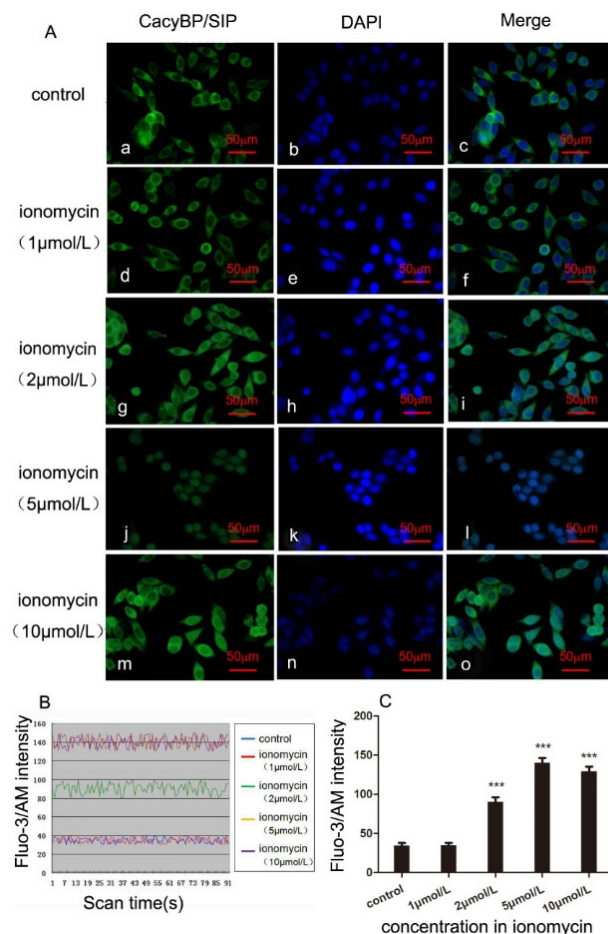 A
CacyBP/SIP DAPI Merge
control
a 50μm b 50μm c 50μm
ionomycin
（1μmol/L）
d 50μm e 50μm f 50μm
ionomycin
（2μmol/L）
g 50μm h 50μm i 50μm
ionomycin
（5μmol/L）
j 50μm k 50μm l 50μm
ionomycin
（10μmol/L）
m 50μm n 50μm o 50μm
B
Fluo-3/AM intensity
160
140
120
100
80
60
40
20
0
1 7 13 19 25 31 37 43 49 55 61 67 73 79 85 91
Scan time(s)
control
ionomycin
（1μmol/L）
ionomycin
（2μmol/L）
ionomycin
（5μmol/L）
ionomycin
（10μmol/L）
C
Fluo-3/AM intensity
200
150
100
50
0
*** *** ***
control 1μmol/L 2μmol/L 5μmol/L 10μmol/L
concentration in ionomycin